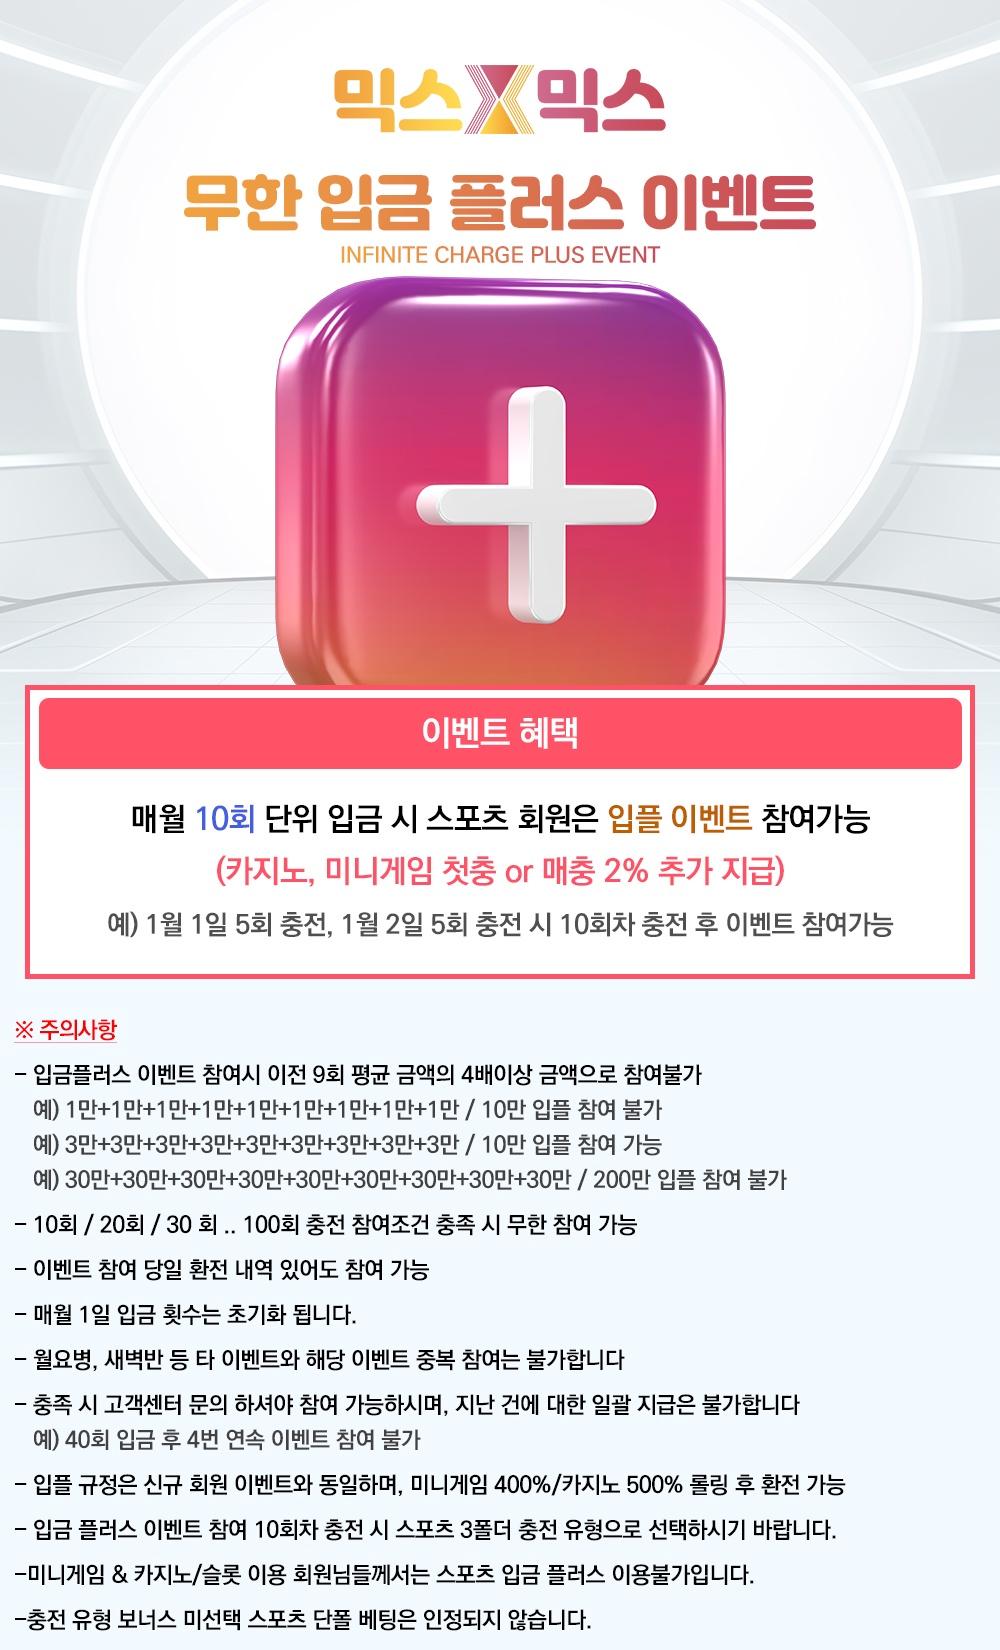 믹스 믹스
무한 입금 플러스 이벤트
INFINITE CHARGE PLUS EVENT
이벤트 혜택
매월 10회 단위 입금 시 스포츠 회원은 입플 이벤트 참여가능
(카지노, 미니게임 첫충 or 매충 2% 추가 지급)
예) 1월 1일 5회 충전, 1월 2일 5회 충전 시 10회차 충전 후 이벤트 참여가능
※ 주의사항
- 입금플러스 이벤트 참여시 이전 9회 평균 금액의 4배이상 금액으로 참여불가
예) 1만+1만+1만+1만+1만+1만+1만+1만+1만 / 10만 입플 참여 불가
예) 3만+3만+3만+3만+3만+3만+3만+3만+3만 / 10만 입플 참여 가능
예) 30만+30만+30만+30만+30만+30만+30만+30만+30만 / 200만 입플 참여 불가
- 10회 / 20회 / 30 회 .. 100회 충전 참여조건 충족 시 무한 참여 가능
- 이벤트 참여 당일 환전 내역 있어도 참여 가능
- 매월 1일 입금 횟수는 초기화 됩니다.
- 월요병, 새벽반 등 타 이벤트와 해당 이벤트 중복 참여는 불가합니다
- 충족 시 고객센터 문의 하셔야 참여 가능하시며, 지난 건에 대한 일괄 지급은 불가합니다
예) 40회 입금 후 4번 연속 이벤트 참여 불가
- 입플 규정은 신규 회원 이벤트와 동일하며, 미니게임 400%/카지노 500% 롤링 후 환전 가능
- 입금 플러스 이벤트 참여 10회차 충전 시 스포츠 3폴더 충전 유형으로 선택하시기 바랍니다.
-미니게임 & 카지노/슬롯 이용 회원님들께서는 스포츠 입금 플러스 이용불가입니다.
-충전 유형 보너스 미선택 스포츠 단폴 베팅은 인정되지 않습니다.